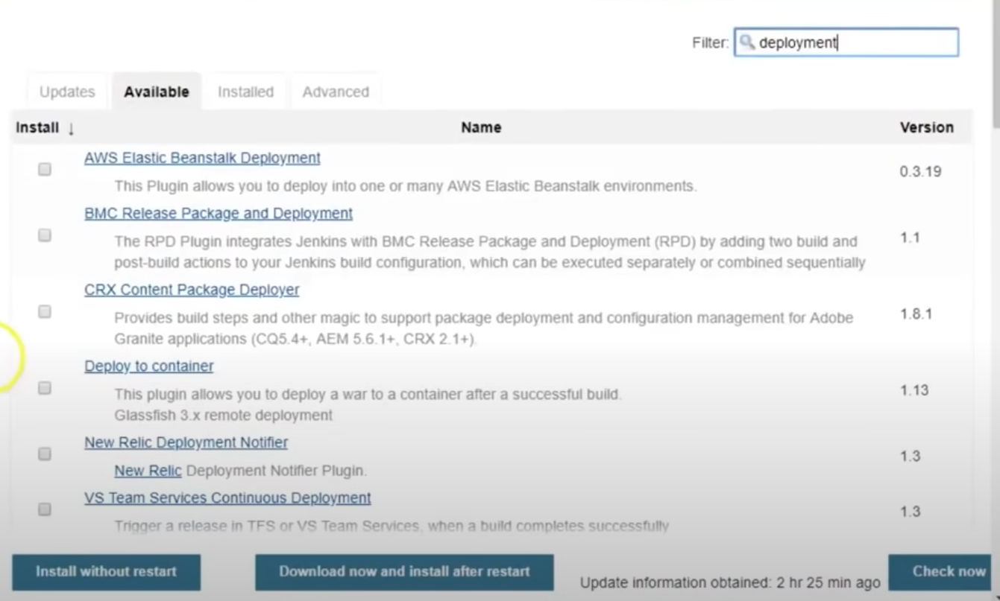 Filter: deployment
Updates Available Installed Advanced
Install ↓ Name Version
AWS Elastic Beanstalk Deployment
This Plugin allows you to deploy into one or many AWS Elastic Beanstalk environments.
0.3.19
BMC Release Package and Deployment
The RPD Plugin integrates Jenkins with BMC Release Package and Deployment (RPD) by adding two build and
post-build actions to your Jenkins build configuration, which can be executed separately or combined sequentially
1.1
CRX Content Package Deployer
Provides build steps and other magic to support package deployment and configuration management for Adobe
Granite applications (CQ5.4+, AEM 5.6.1+, CRX 2.1+).
1.8.1
Deploy to container
This plugin allows you to deploy a war to a container after a successful build.
Glassfish 3.x remote deployment
1.13
New Relic Deployment Notifier
New Relic Deployment Notifier Plugin.
1.3
VS Team Services Continuous Deployment
Trigger a release in TFS or VS Team Services, when a build completes successfully
1.3
Install without restart Download now and install after restart Update information obtained: 2 hr 25 min ago Check now